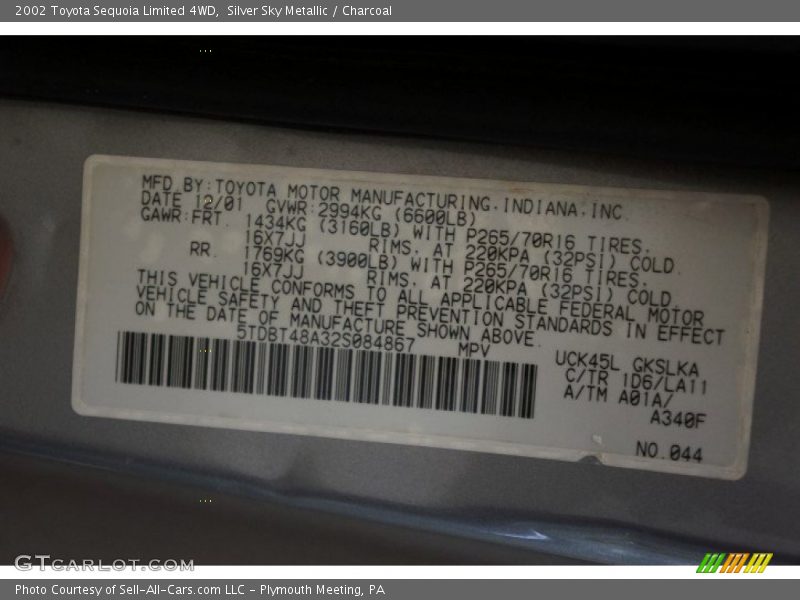 2002 Toyota Sequoia Limited 4WD,  Silver Sky Metallic / Charcoal
MFD.BY:TOYOTA MOTOR MANUFACTURING.INDIANA.INC.
DATE 12/01  GVWR:2994KG (6600LB)
GAWR:FRT.  1434KG (3160LB) WITH P265/70R16 TIRES.
16X7JJ  RIMS. AT 220KPA (32PSI) COLD.
RR.  1769KG (3900LB) WITH P265/70R16 TIRES.
16X7JJ  RIMS. AT 220KPA (32PSI) COLD.
THIS VEHICLE CONFORMS TO ALL APPLICABLE FEDERAL MOTOR
VEHICLE SAFETY AND THEFT PREVENTION STANDARDS IN EFFECT
ON THE DATE OF MANUFACTURE SHOWN ABOVE.
5TDBT48A32S084867  MPV
UCK45L GKSLKA
C/TR 1D6/LA11
A/TM A01A/
A340F
NO.044
GTcarlot.com
Photo Courtesy of Sell-All-Cars.com LLC - Plymouth Meeting, PA